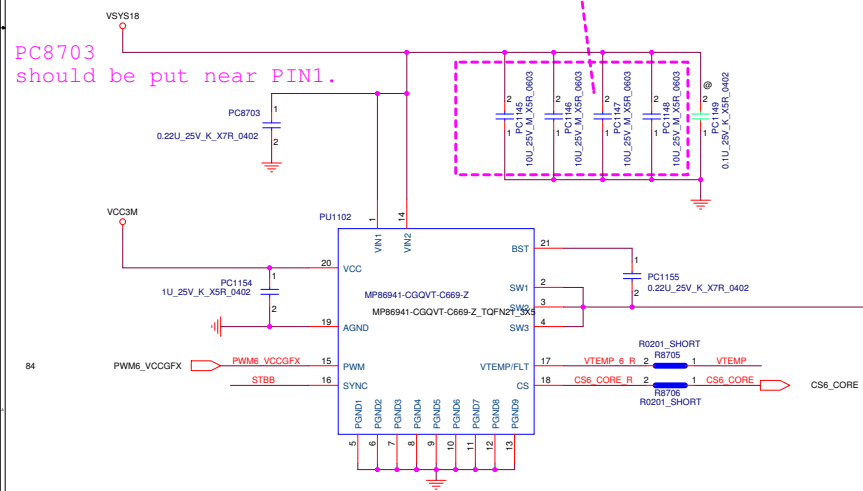 VSYS18
PC8703
should be put near PIN1.
PC8703
1
0.22U_25V_K_X7R_0402
2
2
1
PC1145
10U_25V_M_X5R_0603
2
1
PC1146
10U_25V_M_X5R_0603
2
1
PC1147
10U_25V_M_X5R_0603
2
1
PC1148
10U_25V_M_X5R_0603
@
2
1
PC1149
0.1U_25V_K_X5R_0402
VCC3M
PU1102
1
14
VIN1
VIN2
BST
21
20
VCC
PC1154
1
1U_25V_K_X5R_0402
2
PC1155
1
0.22U_25V_K_X7R_0402
2
SW1
2
SW2
3
SW3
4
MP86941-CGQVT-C669-Z
MP86941-CGQVT-C669-Z_TQFN21_3X5
19
AGND
84
PWM6_VCCGFX
PWM6_VCCGFX
15
PWM
STBB
16
SYNC
VTEMP/FLT
17
VTEMP_6_R
2
R0201_SHORT
R8705
1
VTEMP
CS
18
CS6_CORE_R
2
R8706
R0201_SHORT
1
CS6_CORE
CS6_CORE
PGND1
PGND2
PGND3
PGND4
PGND5
PGND6
PGND7
PGND8
PGND9
5
6
7
8
9
10
11
12
13